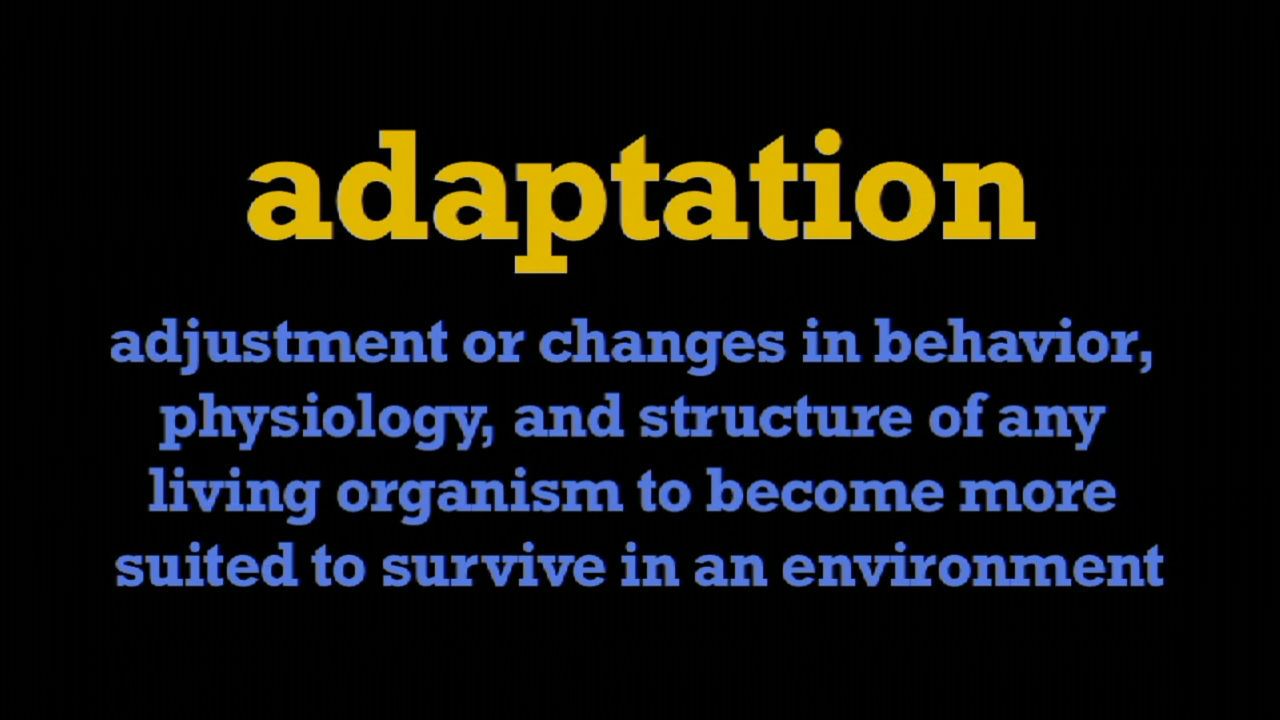 adaptation
adjustment or changes in behavior,
physiology, and structure of any
living organism to become more
suited to survive in an environment